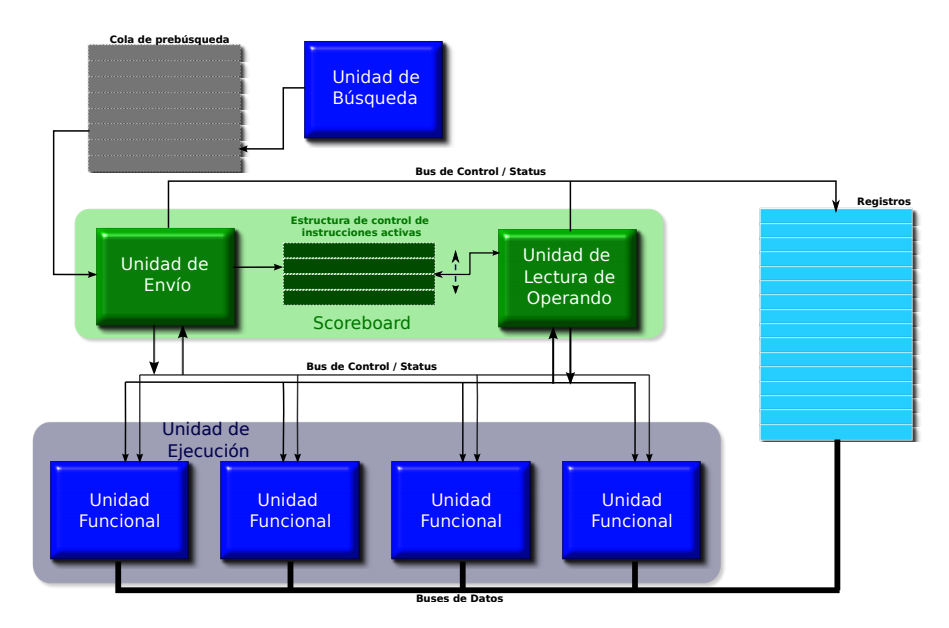 Cola de prebúsqueda
Unidad de
Búsqueda
Bus de Control / Status
Registros
Estructura de control de
instrucciones activas
Unidad de
Envío
Unidad de
Lectura de
Operando
Scoreboard
Bus de Control / Status
Unidad de
Ejecución
Unidad
Funcional
Unidad
Funcional
Unidad
Funcional
Unidad
Funcional
Buses de Datos